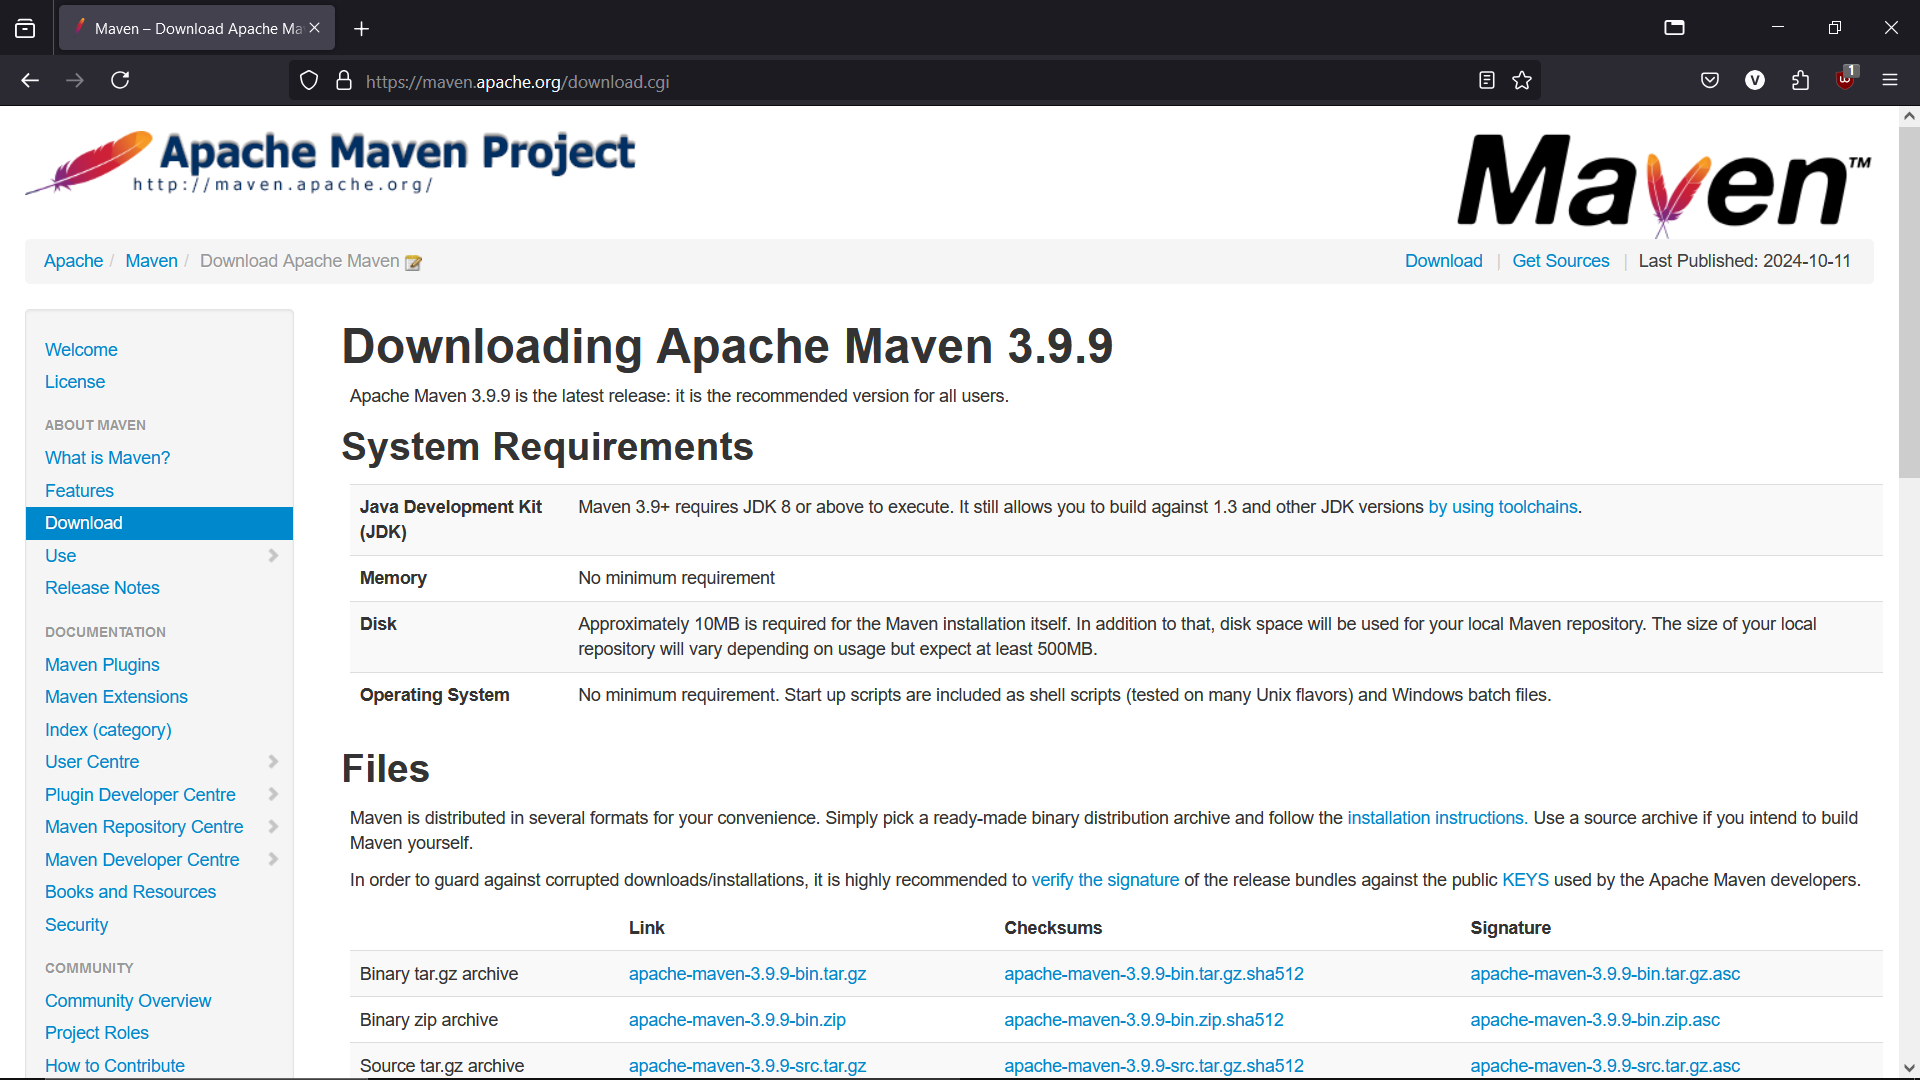 Maven – Download Apache Ma
1
https://maven.apache.org/download.cgi
Apache Maven Project
http://maven.apache.org/
Maven™
Apache / Maven / Download Apache Maven
Download | Get Sources | Last Published: 2024-10-11
Welcome
License
ABOUT MAVEN
What is Maven?
Features
Download
Use
Release Notes
DOCUMENTATION
Maven Plugins
Maven Extensions
Index (category)
User Centre
Plugin Developer Centre
Maven Repository Centre
Maven Developer Centre
Books and Resources
Security
COMMUNITY
Community Overview
Project Roles
How to Contribute
Downloading Apache Maven 3.9.9
Apache Maven 3.9.9 is the latest release: it is the recommended version for all users.
System Requirements
Java Development Kit (JDK)
Maven 3.9+ requires JDK 8 or above to execute. It still allows you to build against 1.3 and other JDK versions by using toolchains.
Memory
No minimum requirement
Disk
Approximately 10MB is required for the Maven installation itself. In addition to that, disk space will be used for your local Maven repository. The size of your local
repository will vary depending on usage but expect at least 500MB.
Operating System
No minimum requirement. Start up scripts are included as shell scripts (tested on many Unix flavors) and Windows batch files.
Files
Maven is distributed in several formats for your convenience. Simply pick a ready-made binary distribution archive and follow the installation instructions. Use a source archive if you intend to build
Maven yourself.
In order to guard against corrupted downloads/installations, it is highly recommended to verify the signature of the release bundles against the public KEYS used by the Apache Maven developers.
Link Checksums Signature
Binary tar.gz archive apache-maven-3.9.9-bin.tar.gz apache-maven-3.9.9-bin.tar.gz.sha512 apache-maven-3.9.9-bin.tar.gz.asc
Binary zip archive apache-maven-3.9.9-bin.zip apache-maven-3.9.9-bin.zip.sha512 apache-maven-3.9.9-bin.zip.asc
Source tar.gz archive apache-maven-3.9.9-src.tar.gz apache-maven-3.9.9-src.tar.gz.sha512 apache-maven-3.9.9-src.tar.gz.asc